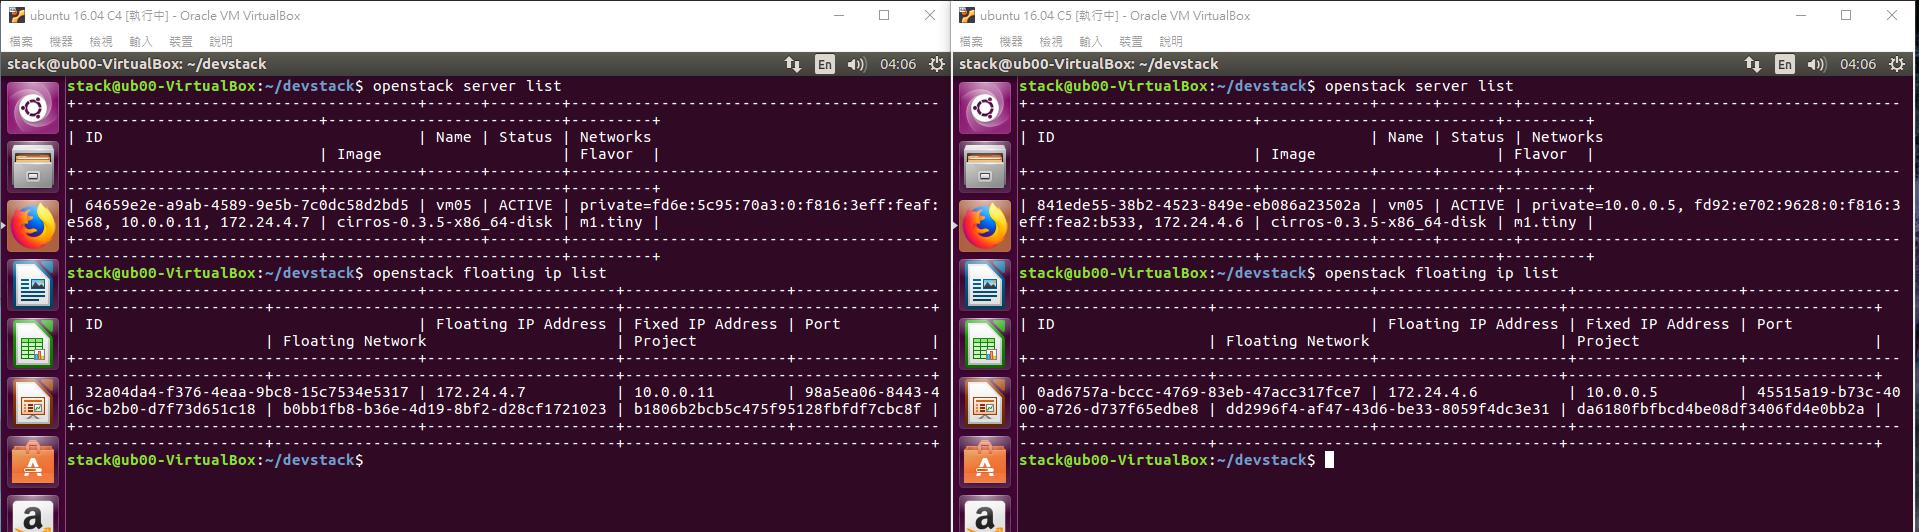 ubuntu 16.04 C4 [執行中] - Oracle VM VirtualBox
檔案 機器 檢視 輸入 裝置 說明
stack@ub00-VirtualBox: ~/devstack En 04:06
stack@ub00-VirtualBox:~/devstack$ openstack server list
| ID | Name | Status | Networks
| Image | Flavor |
| 64659e2e-a9ab-4589-9e5b-7c0dc58d2bd5 | vm05 | ACTIVE | private=fd6e:5c95:70a3:0:f816:3eff:feaf:
e568, 10.0.0.11, 172.24.4.7 | cirros-0.3.5-x86_64-disk | m1.tiny |
stack@ub00-VirtualBox:~/devstack$ openstack floating ip list
| ID | Floating IP Address | Fixed IP Address | Port
| Floating Network | Project |
| 32a04da4-f376-4eaa-9bc8-15c7534e5317 | 172.24.4.7 | 10.0.0.11 | 98a5ea06-8443-4
16c-b2b0-d7f73d651c18 | b0bb1fb8-b36e-4d19-8bf2-d28cf1721023 | b1806b2bcb5c475f95128fbfdf7cbc8f |
stack@ub00-VirtualBox:~/devstack$
ubuntu 16.04 C5 [執行中] - Oracle VM VirtualBox
檔案 機器 檢視 輸入 裝置 說明
stack@ub00-VirtualBox: ~/devstack En 04:06
stack@ub00-VirtualBox:~/devstack$ openstack server list
| ID | Name | Status | Networks
| Image | Flavor |
| 841ede55-38b2-4523-849e-eb086a23502a | vm05 | ACTIVE | private=10.0.0.5, fd92:e702:9628:0:f816:3
eff:fea2:b533, 172.24.4.6 | cirros-0.3.5-x86_64-disk | m1.tiny |
stack@ub00-VirtualBox:~/devstack$ openstack floating ip list
| ID | Floating IP Address | Fixed IP Address | Port
| Floating Network | Project |
| 0ad6757a-bccc-4769-83eb-47acc317fce7 | 172.24.4.6 | 10.0.0.5 | 45515a19-b73c-40
00-a726-d737f65edbe8 | dd2996f4-af47-43d6-be33-8059f4dc3e31 | da6180fbfbcd4be08df3406fd4e0bb2a |
stack@ub00-VirtualBox:~/devstack$